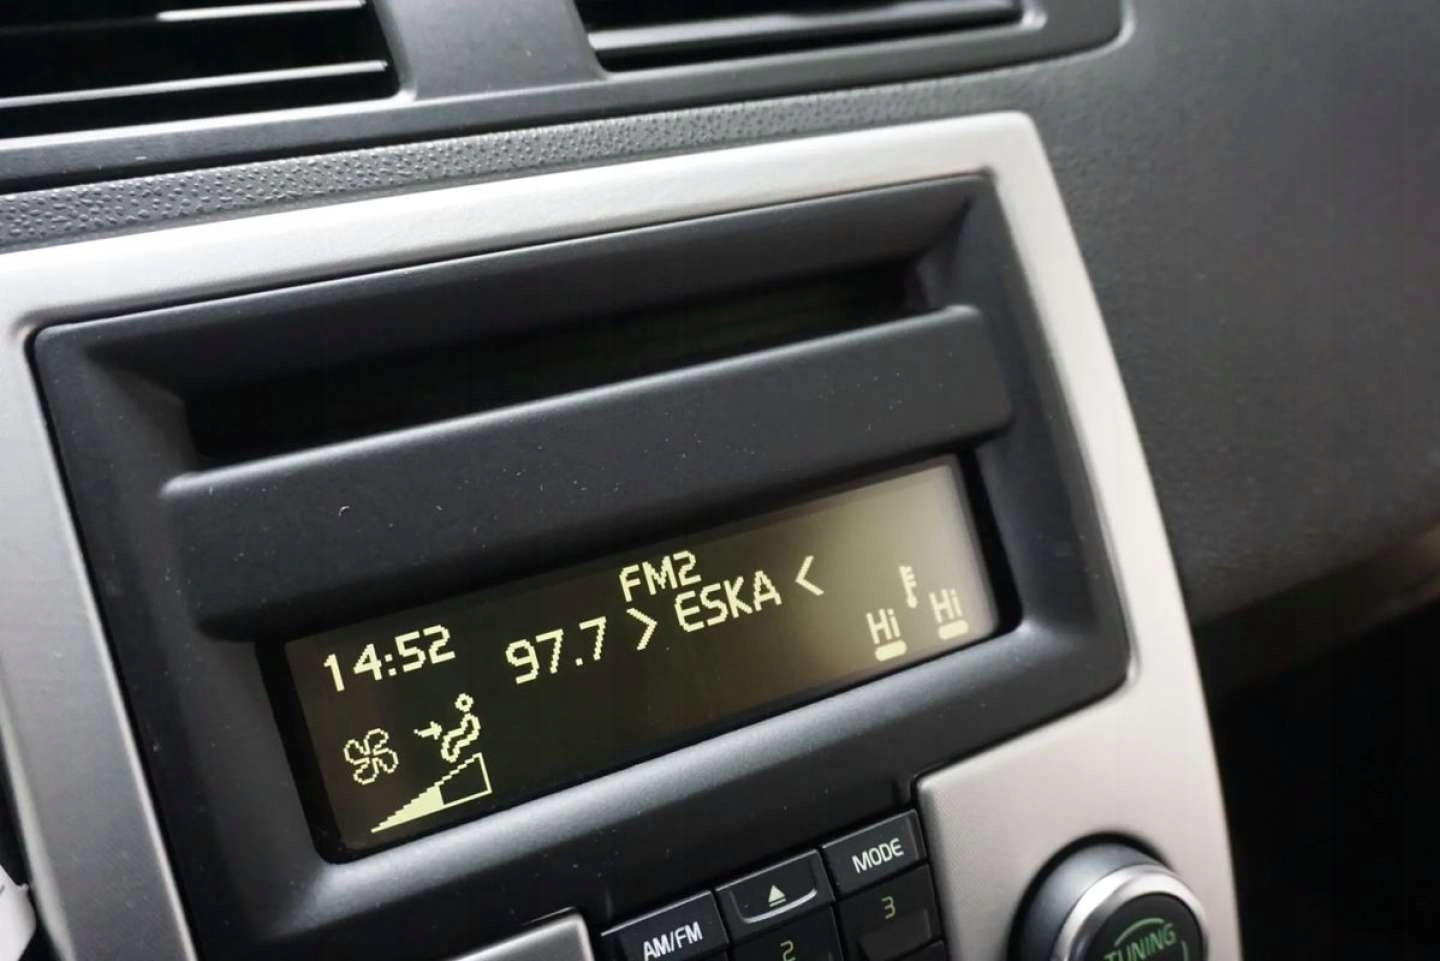 FM2
14:52 97.7 > ESKA <
Hi Hi
MODE
AM/FM
2
3
TUNING